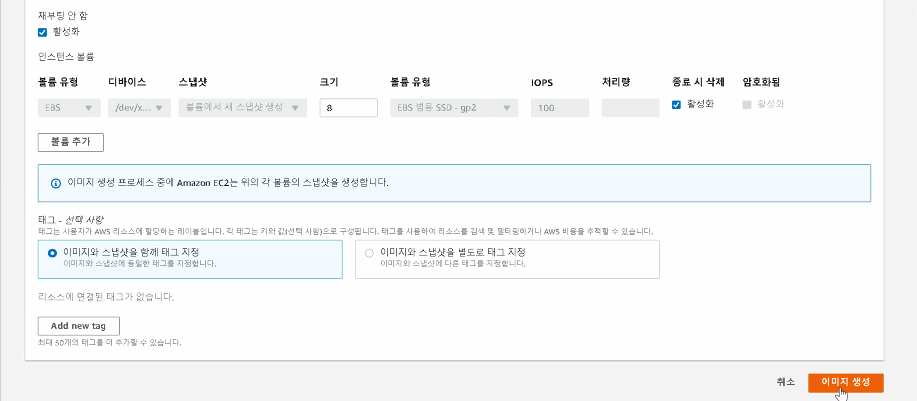 재부팅 안 함
활성화
인스턴스 볼륨
볼륨 유형 디바이스 스냅샷 크기 볼륨 유형 IOPS 처리량 종료 시 삭제 암호화됨
EBS /dev/x... 볼륨에서 새 스냅샷 생성 8 EBS 범용 SSD - gp2 100 활성화 활성화
볼륨 추가
이미지 생성 프로세스 중에 Amazon EC2는 위의 각 볼륨의 스냅샷을 생성합니다.
태그 - 선택 사항
태그는 사용자가 AWS 리소스에 할당하는 레이블입니다. 각 태그는 키와 값(선택 사항)으로 구성됩니다. 태그를 사용하여 리소스를 검색 및 필터링하거나 AWS 비용을 추적할 수 있습니다.
이미지와 스냅샷을 함께 태그 지정 이미지와 스냅샷을 별도로 태그 지정
이미지와 스냅샷에 동일한 태그를 지정합니다. 이미지와 스냅샷에 다른 태그를 지정합니다.
리소스에 연결된 태그가 없습니다.
Add new tag
최대 50개의 태그를 더 추가할 수 있습니다.
취소 이미지 생성